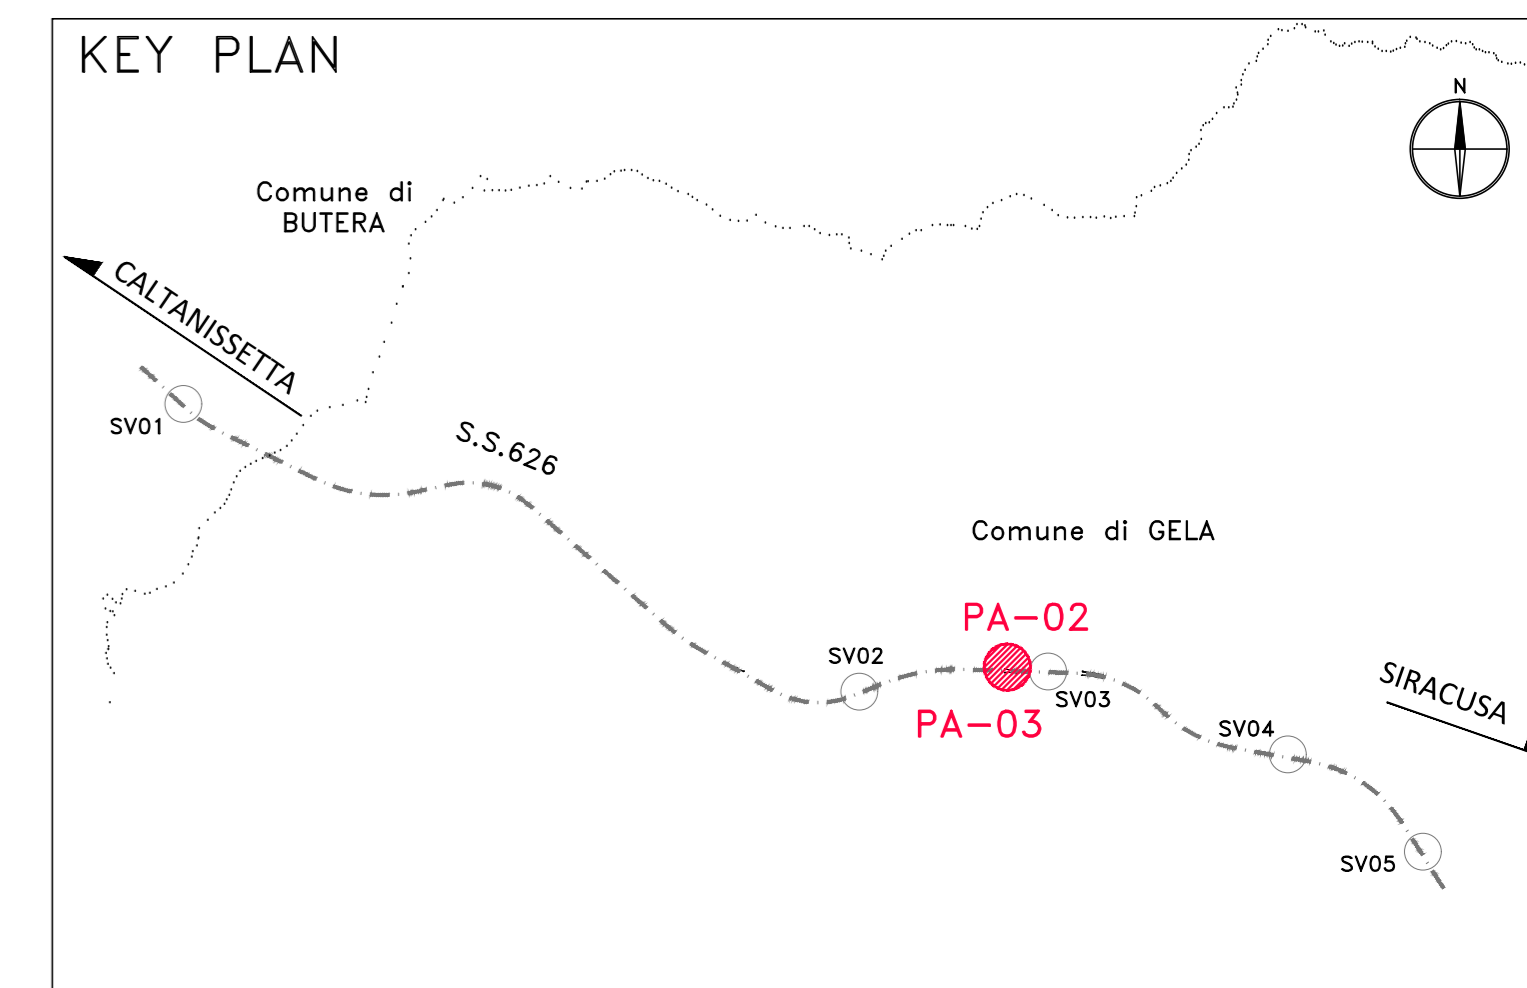 KEY PLAN
N
Comune di
BUTERA
CALTANISSETTA
SV01
S.S.626
Comune di GELA
PA-02
SV02
SV03
PA-03
SIRACUSA
SV04
SV05